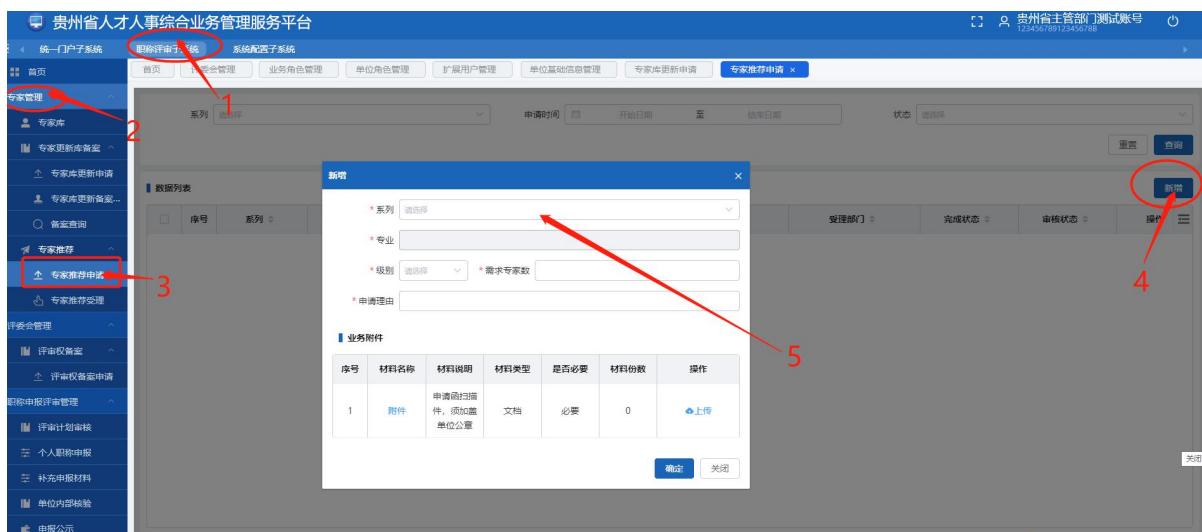 贵州省人才人事综合业务管理服务平台
贵州省主管部门测试账号
123456789123456788
统一门户子系统 职称评审子系统 系统配置子系统
首页
首页 评委会管理 业务角色管理 单位角色管理 扩展用户管理 单位基础信息管理 专家库更新申请 专家推荐申请 ×
1
专家管理
2
系列 请选择 申请时间 开始日期 至 结束日期 状态 请选择
专家库
重置 查询
专家更新库备案
专家库更新申请
数据列表
新增
专家库更新备案...
序号 系列 受理部门 完成状态 审核状态 操作
备案查询
专家推荐
专家推荐申请
3
4
专家推荐受理
评委会管理
评审权备案
评审权备案申请
职称申报评审管理
评审计划审核
个人职称申报
补充申报材料
单位内部核验
申报公示
新增 ×
* 系列 请选择
* 专业
* 级别 请选择 * 需求专家数
* 申请理由
5
业务附件
序号 材料名称 材料说明 材料类型 是否必要 材料份数 操作
1 附件 申请函扫描件，须加盖单位公章 文档 必要 0 上传
确定 关闭
关闭